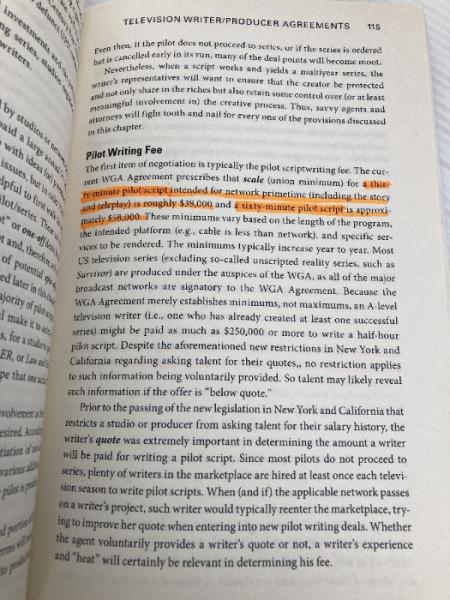 TELEVISION WRITER/PRODUCER AGREEMENTS 115
Even then, if the pilot does not proceed to series, or if the series is ordered
but is cancelled early in its run, many of the deal points will become moot.
Nevertheless, when a script works and yields a multiyear series, the
writer's representatives will want to ensure that the creator be protected
and not only share in the riches but also retain some control over (or at least
meaningful involvement in) the creative process. Thus, savvy agents and
attorneys will fight tooth and nail for every one of the provisions discussed
in this chapter.
Pilot Writing Fee
The first item of negotiation is typically the pilot scriptwriting fee. The cur-
rent WGA Agreement prescribes that scale (union minimum) for a thir-
ty-minute pilot script intended for network primetime (including the story
and teleplay) is roughly $39,000 and a sixty-minute pilot script is approxi-
mately $58,000. These minimums vary based on the length of the program,
the intended platform (e.g., cable is less than network), and specific ser-
vices to be rendered. The minimums typically increase year to year. Most
US television series (excluding so-called unscripted reality series, such as
Survivor) are produced under the auspices of the WGA, as all of the major
broadcast networks are signatory to the WGA Agreement. Because the
WGA Agreement merely establishes minimums, not maximums, an A-level
television writer (i.e., one who has already created at least one successful
series) might be paid as much as $250,000 or more to write a half-hour
pilot script. Despite the aforementioned new restrictions in New York and
California regarding asking talent for their quotes,, no restriction applies
to such information being voluntarily provided. So talent may likely reveal
such information if the offer is "below quote."
Prior to the passing of the new legislation in New York and California that
restricts a studio or producer from asking talent for their salary history, the
writer's quote was extremely important in determining the amount a writer
will be paid for writing a pilot script. Since most pilots do not proceed to
series, plenty of writers in the marketplace are hired at least once each televi-
sion season to write pilot scripts. When (and if) the applicable network passes
on a writer's project, such writer would typically reenter the marketplace, try-
ing to improve her quote when entering into new pilot writing deals. Whether
the agent voluntarily provides a writer's quote or not, a writer's experience
and "heat" will certainly be relevant in determining his fee.